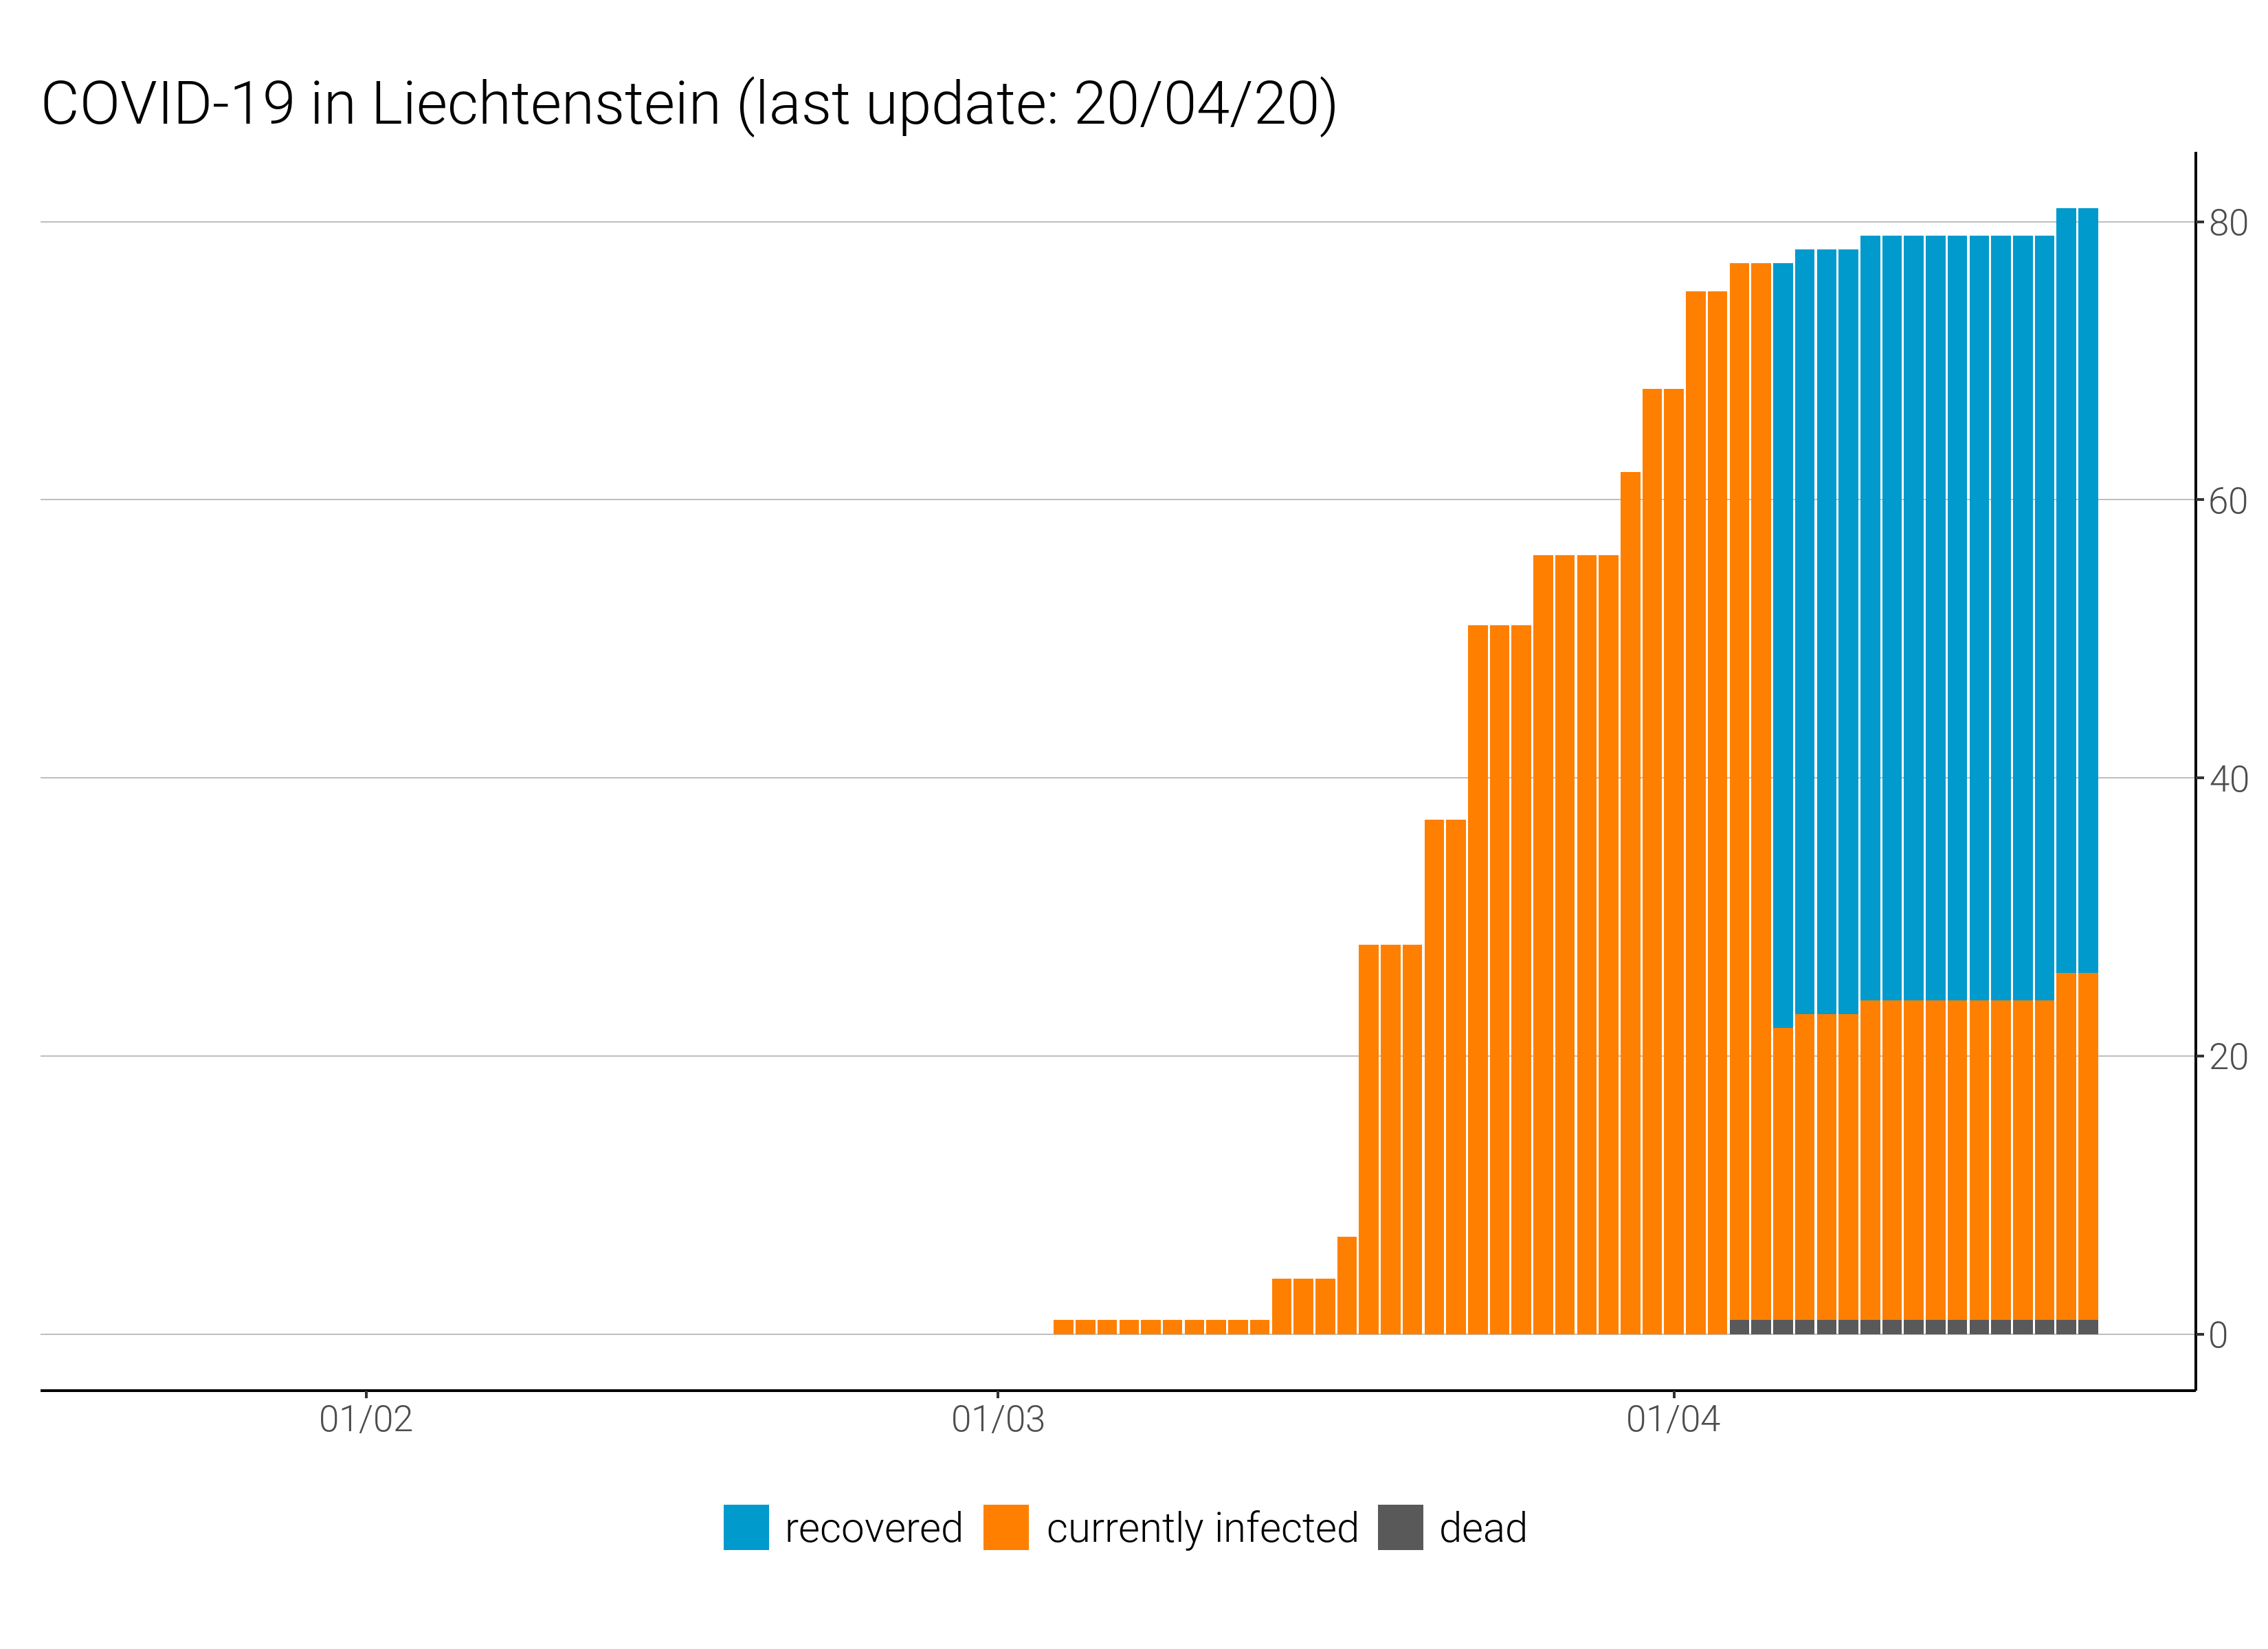 COVID-19 in Liechtenstein (last update: 20/04/20)
80
60
40
20
0
01/02 01/03 01/04
recovered currently infected dead